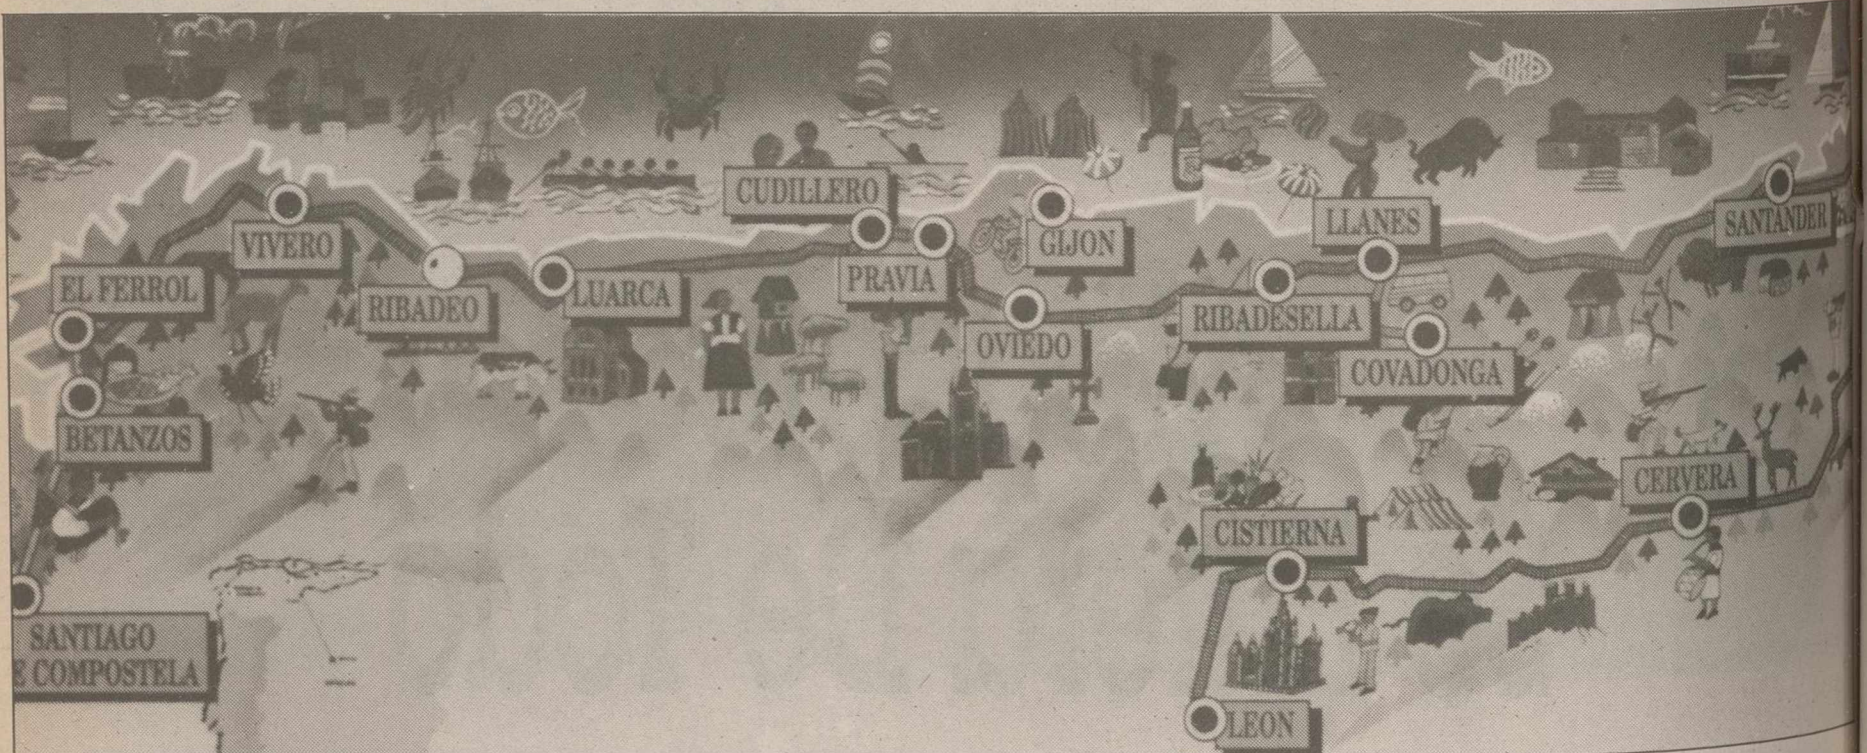 CUDILLERO
VIVERO
LLANES
SANTANDER
GIJON
EL FERROL
RIBADEO
LUARCA
PRAVIA
RIBADESELLA
OVIEDO
COVADONGA
BETANZOS
CERVERA
CISTIERNA
SANTIAGO
E COMPOSTELA
LEON